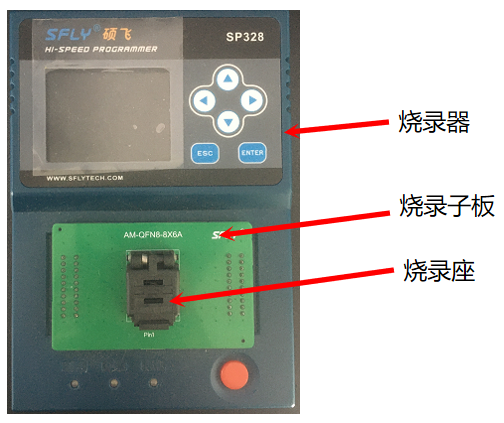 SFLY® 硕飞
HI-SPEED PROGRAMMER
SP328
ESC
ENTER
WWW.SFLYTECH.COM
AM-QFN8-8X6A
Pin1
烧录器
烧录子板
烧录座